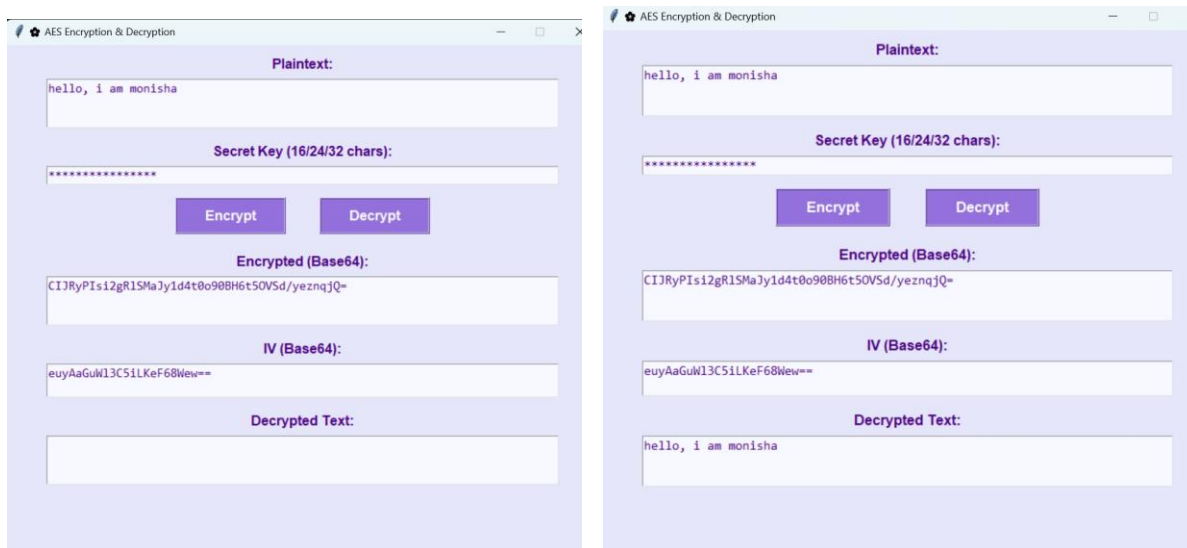 AES Encryption & Decryption
Plaintext:
hello, i am monisha
Secret Key (16/24/32 chars):
****************
Encrypt
Decrypt
Encrypted (Base64):
CIJRyPIsi2gRlSMaJy1d4t0o90BH6t5OVSd/yeznqjQ=
IV (Base64):
euyAaGuWl3C5iLKeF68Wew==
Decrypted Text:
AES Encryption & Decryption
Plaintext:
hello, i am monisha
Secret Key (16/24/32 chars):
****************
Encrypt
Decrypt
Encrypted (Base64):
CIJRyPIsi2gRlSMaJy1d4t0o90BH6t5OVSd/yeznqjQ=
IV (Base64):
euyAaGuWl3C5iLKeF68Wew==
Decrypted Text:
hello, i am monisha